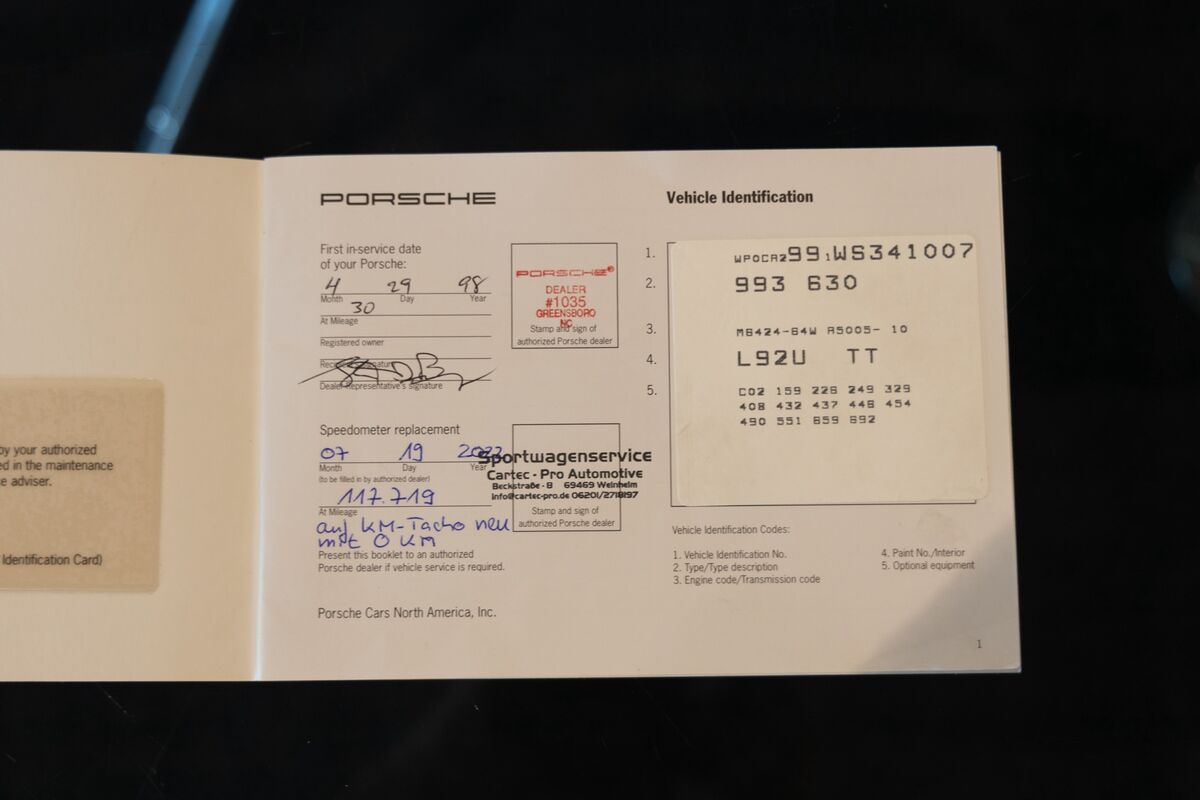 by your authorized
ed in the maintenance
e adviser.
Identification Card)
PORSCHE
First in-service date
of your Porsche:
4 29 98
Month Day Year
30
At Mileage
Registered owner
Dealer Representative's signature
PORSCHE®
DEALER
#1035
GREENSBORO
NC
Stamp and sign of
authorized Porsche dealer
Speedometer replacement
07 19 2022
Month Day Year
(to be filled in by authorized dealer)
117.719
At Mileage
auf KM-Tacho neu
mit 0 KM
Sportwagenservice
Cartec - Pro Automotive
Beckstraße - 8 69469 Weinheim
info@cartec-pro.de 06201/2718197
Stamp and sign of
authorized Porsche dealer
Present this booklet to an authorized
Porsche dealer if vehicle service is required.
Porsche Cars North America, Inc.
Vehicle Identification
1. WP0CA2991WS341007
2. 993 630
3. M6424-64W A5005- 10
4. L92U TT
5. C02 159 226 249 329
408 432 437 446 454
490 551 659 692
Vehicle Identification Codes:
1. Vehicle Identification No.
2. Type/Type description
3. Engine code/Transmission code
4. Paint No./Interior
5. Optional equipment
1